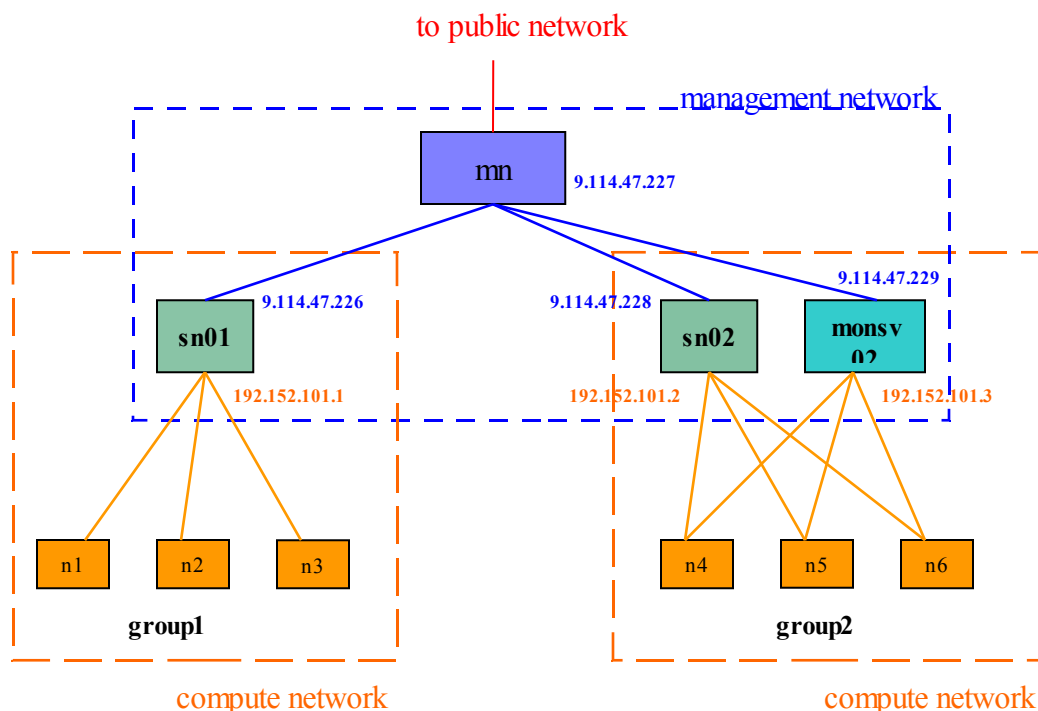 to public network
management network
mn
9.114.47.227
9.114.47.229
9.114.47.226
9.114.47.228
sn01
sn02
monsv
02
192.152.101.1
192.152.101.2
192.152.101.3
n1
n2
n3
n4
n5
n6
group1
group2
compute network
compute network